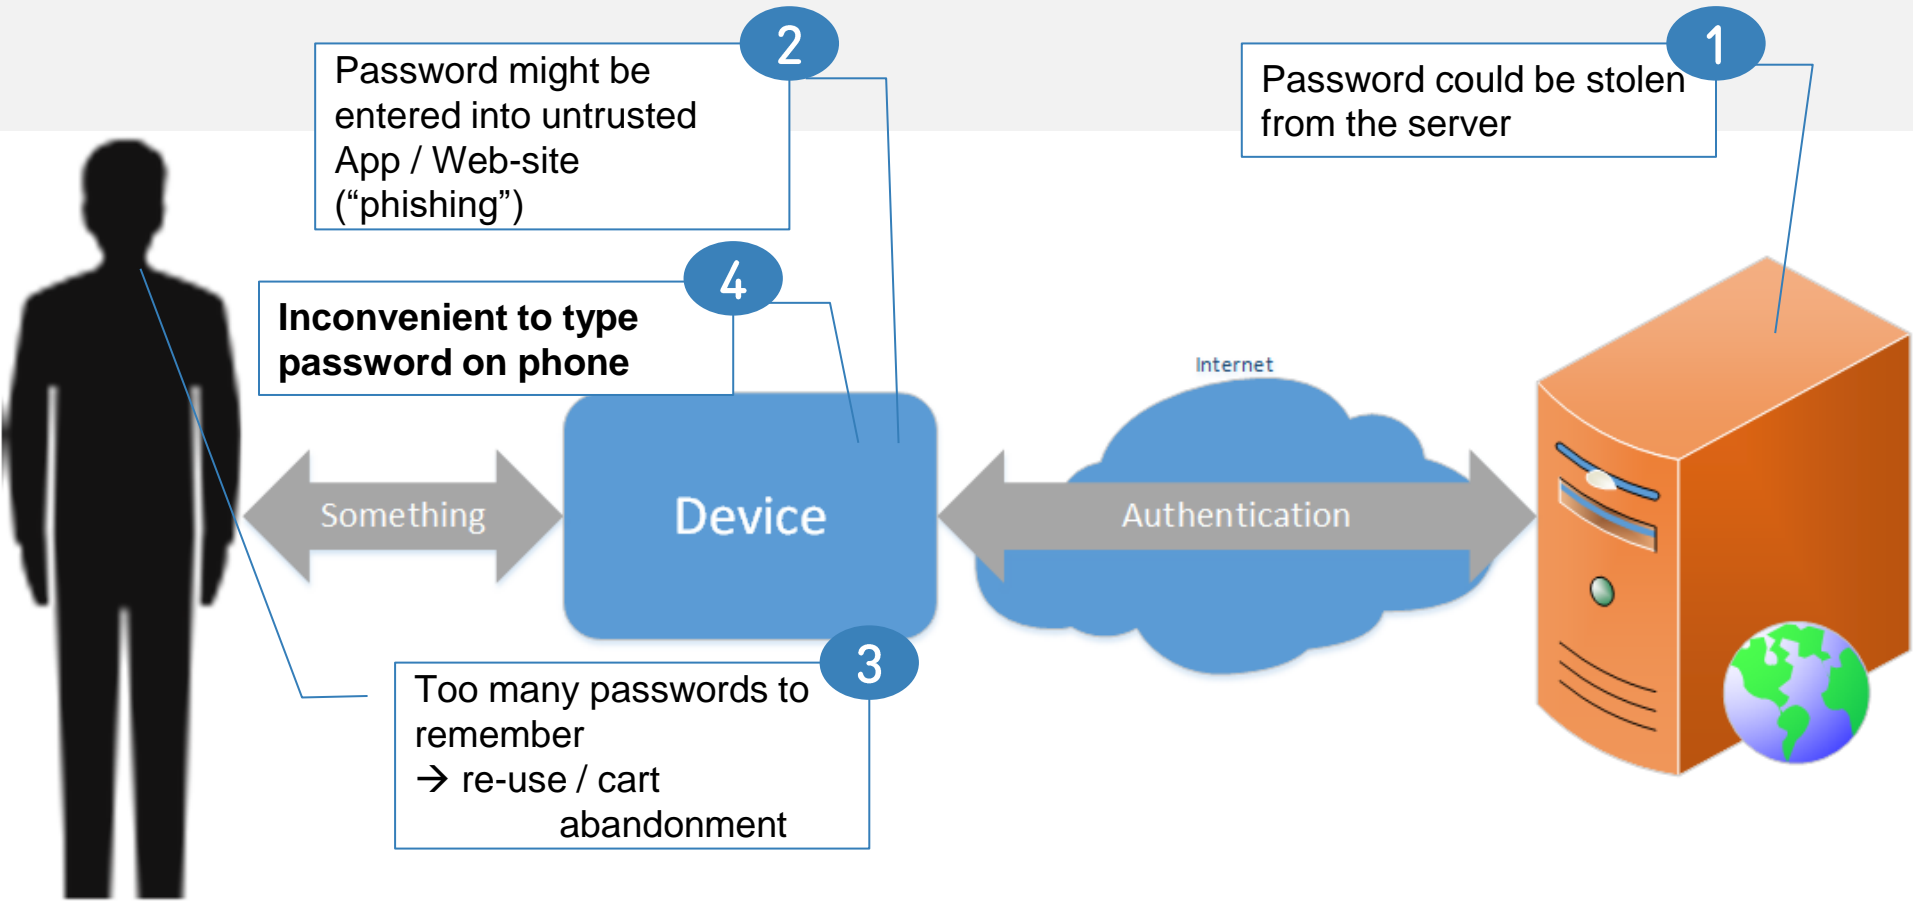 2
Password might be
entered into untrusted
App / Web-site
(“phishing”)
1
Password could be stolen
from the server
4
Inconvenient to type
password on phone
Internet
Something
Device
Authentication
3
Too many passwords to
remember
→ re-use / cart
abandonment